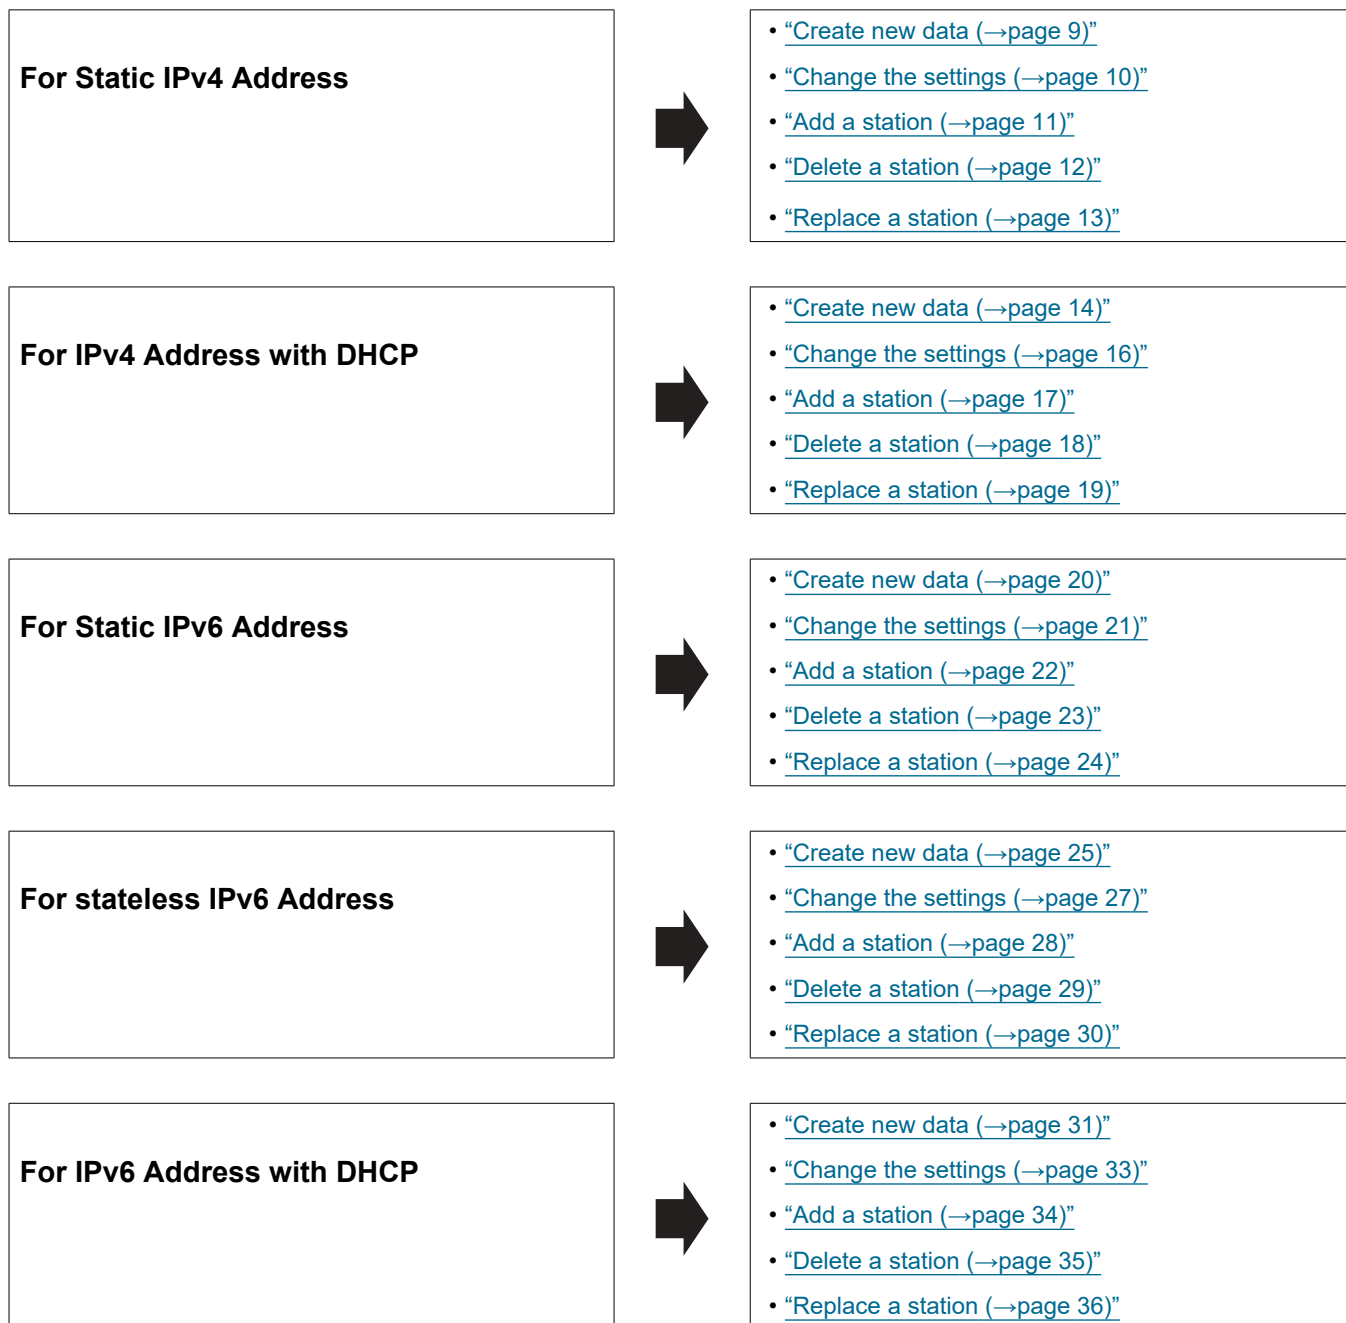 For Static IPv4 Address
• “Create new data (→page 9)”
• “Change the settings (→page 10)”
• “Add a station (→page 11)”
• “Delete a station (→page 12)”
• “Replace a station (→page 13)”
For IPv4 Address with DHCP
• “Create new data (→page 14)”
• “Change the settings (→page 16)”
• “Add a station (→page 17)”
• “Delete a station (→page 18)”
• “Replace a station (→page 19)”
For Static IPv6 Address
• “Create new data (→page 20)”
• “Change the settings (→page 21)”
• “Add a station (→page 22)”
• “Delete a station (→page 23)”
• “Replace a station (→page 24)”
For stateless IPv6 Address
• “Create new data (→page 25)”
• “Change the settings (→page 27)”
• “Add a station (→page 28)”
• “Delete a station (→page 29)”
• “Replace a station (→page 30)”
For IPv6 Address with DHCP
• “Create new data (→page 31)”
• “Change the settings (→page 33)”
• “Add a station (→page 34)”
• “Delete a station (→page 35)”
• “Replace a station (→page 36)”